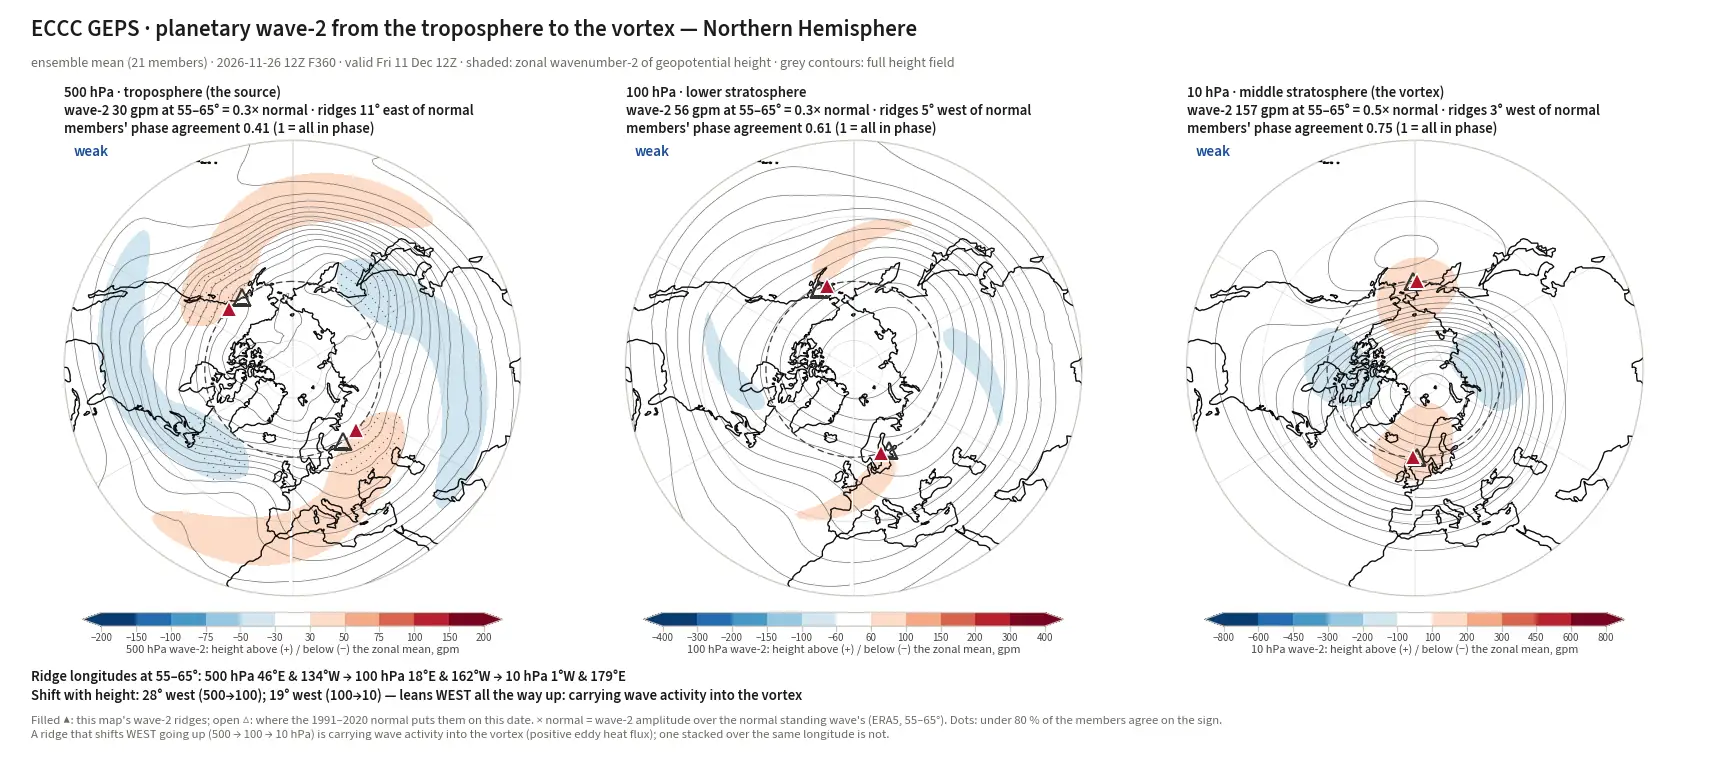 ECCC GEPS · planetary wave-2 from the troposphere to the vortex — Northern Hemisphere
ensemble mean (21 members) · 2026-11-26 12Z F360 · valid Fri 11 Dec 12Z · shaded: zonal wavenumber-2 of geopotential height · grey contours: full height field
500 hPa · troposphere (the source)
wave-2 30 gpm at 55–65° = 0.3× normal · ridges 11° east of normal
members' phase agreement 0.41 (1 = all in phase)
weak
100 hPa · lower stratosphere
wave-2 56 gpm at 55–65° = 0.3× normal · ridges 5° west of normal
members' phase agreement 0.61 (1 = all in phase)
weak
10 hPa · middle stratosphere (the vortex)
wave-2 157 gpm at 55–65° = 0.5× normal · ridges 3° west of normal
members' phase agreement 0.75 (1 = all in phase)
weak
−200 −150 −100 −75 −50 −30 30 50 75 100 150 200
500 hPa wave-2: height above (+) / below (−) the zonal mean, gpm
−400 −300 −200 −150 −100 −60 60 100 150 200 300 400
100 hPa wave-2: height above (+) / below (−) the zonal mean, gpm
−800 −600 −450 −300 −200 −100 100 200 300 450 600 800
10 hPa wave-2: height above (+) / below (−) the zonal mean, gpm
Ridge longitudes at 55–65°: 500 hPa 46°E & 134°W → 100 hPa 18°E & 162°W → 10 hPa 1°W & 179°E
Shift with height: 28° west (500→100); 19° west (100→10) — leans WEST all the way up: carrying wave activity into the vortex
Filled ▲: this map's wave-2 ridges; open △: where the 1991–2020 normal puts them on this date. × normal = wave-2 amplitude over the normal standing wave's (ERA5, 55–65°). Dots: under 80 % of the members agree on the sign.
A ridge that shifts WEST going up (500 → 100 → 10 hPa) is carrying wave activity into the vortex (positive eddy heat flux); one stacked over the same longitude is not.